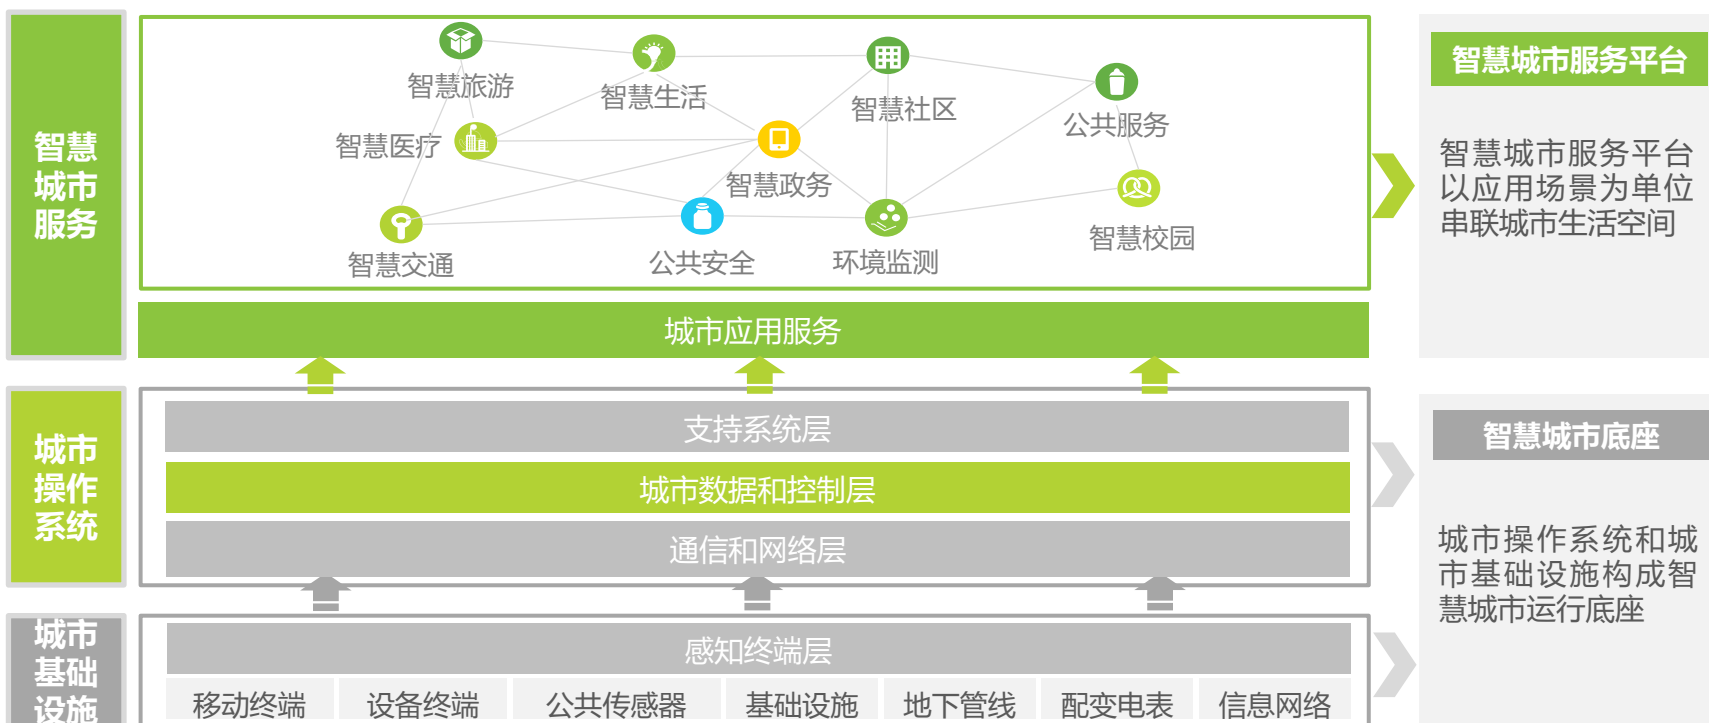 智慧
城市
服务
智慧旅游
智慧生活
智慧社区
公共服务
智慧医疗
智慧政务
智慧交通
公共安全
环境监测
智慧校园
城市应用服务
智慧城市服务平台
智慧城市服务平台
以应用场景为单位
串联城市生活空间
城市
操作
系统
支持系统层
城市数据和控制层
通信和网络层
智慧城市底座
城市操作系统和城
市基础设施构成智
慧城市运行底座
城市
基础
设施
感知终端层
移动终端
设备终端
公共传感器
基础设施
地下管线
配变电表
信息网络